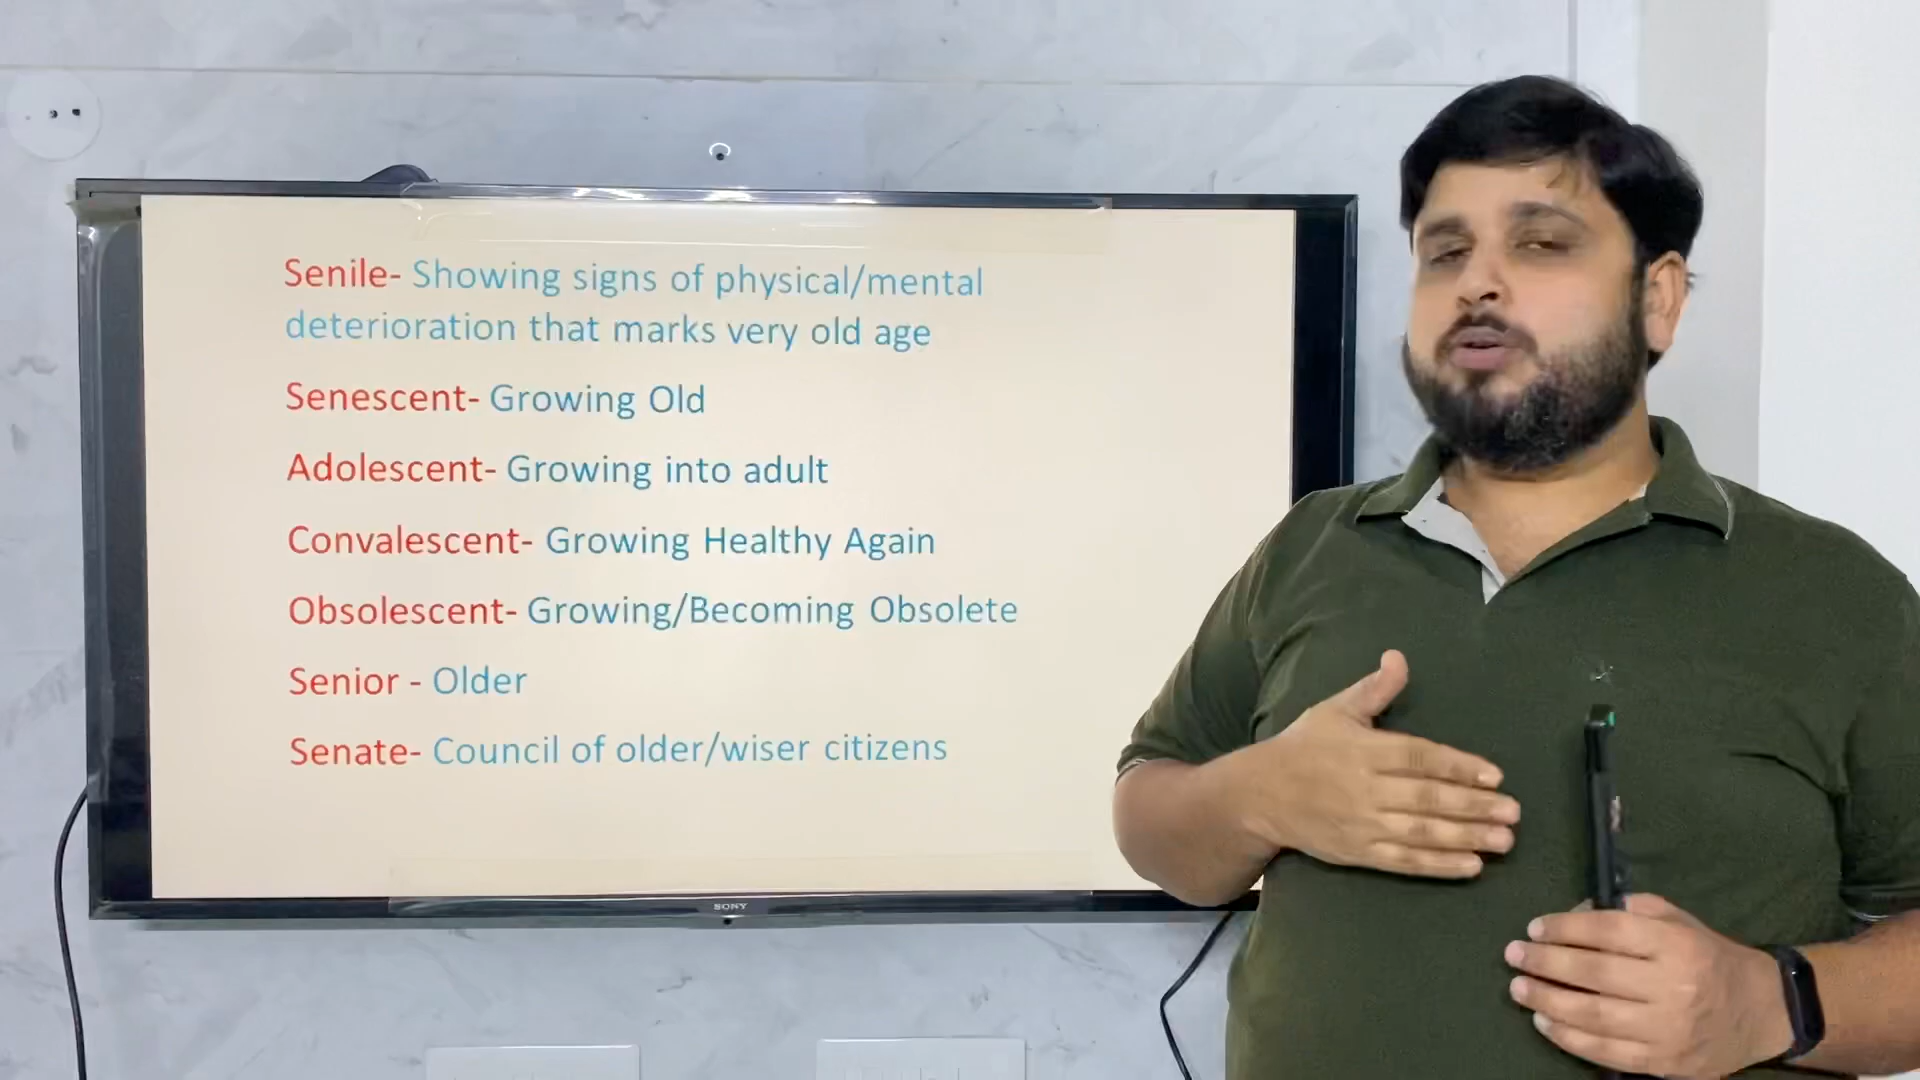 Senile- Showing signs of physical/mental
deterioration that marks very old age
Senescent- Growing Old
Adolescent- Growing into adult
Convalescent- Growing Healthy Again
Obsolescent- Growing/Becoming Obsolete
Senior - Older
Senate- Council of older/wiser citizens
SONY